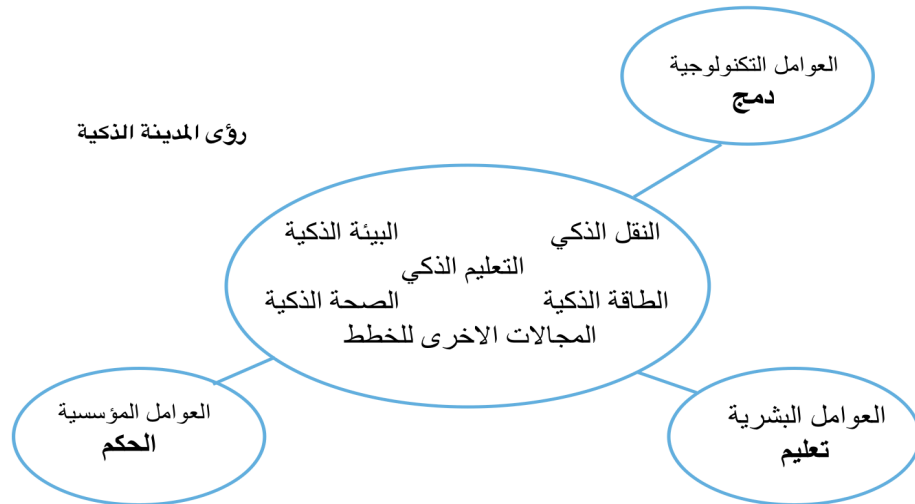 العوامل التكنولوجية
دمج
رؤى المدينة الذكية
النقل الذكي
البيئة الذكية
التعليم الذكي
الطاقة الذكية
الصحة الذكية
المجالات الاخرى للخطط
العوامل البشرية
تعليم
العوامل المؤسسية
الحكم